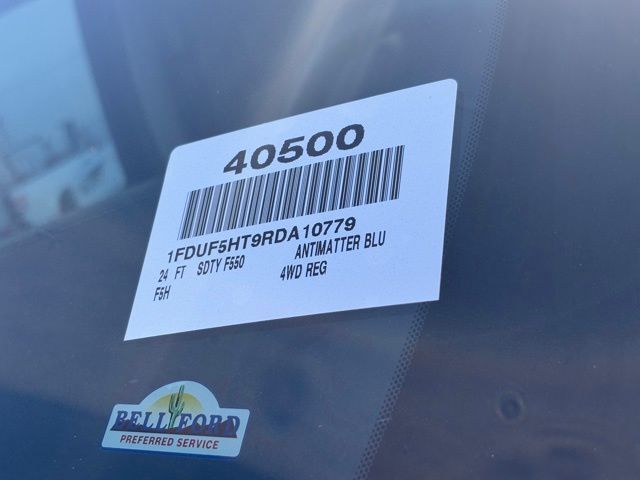 40500
1FDUF5HT9RDA10779
24 FT SDTY F550 ANTIMATTER BLU
F5H 4WD REG
BELL FORD
PREFERRED SERVICE